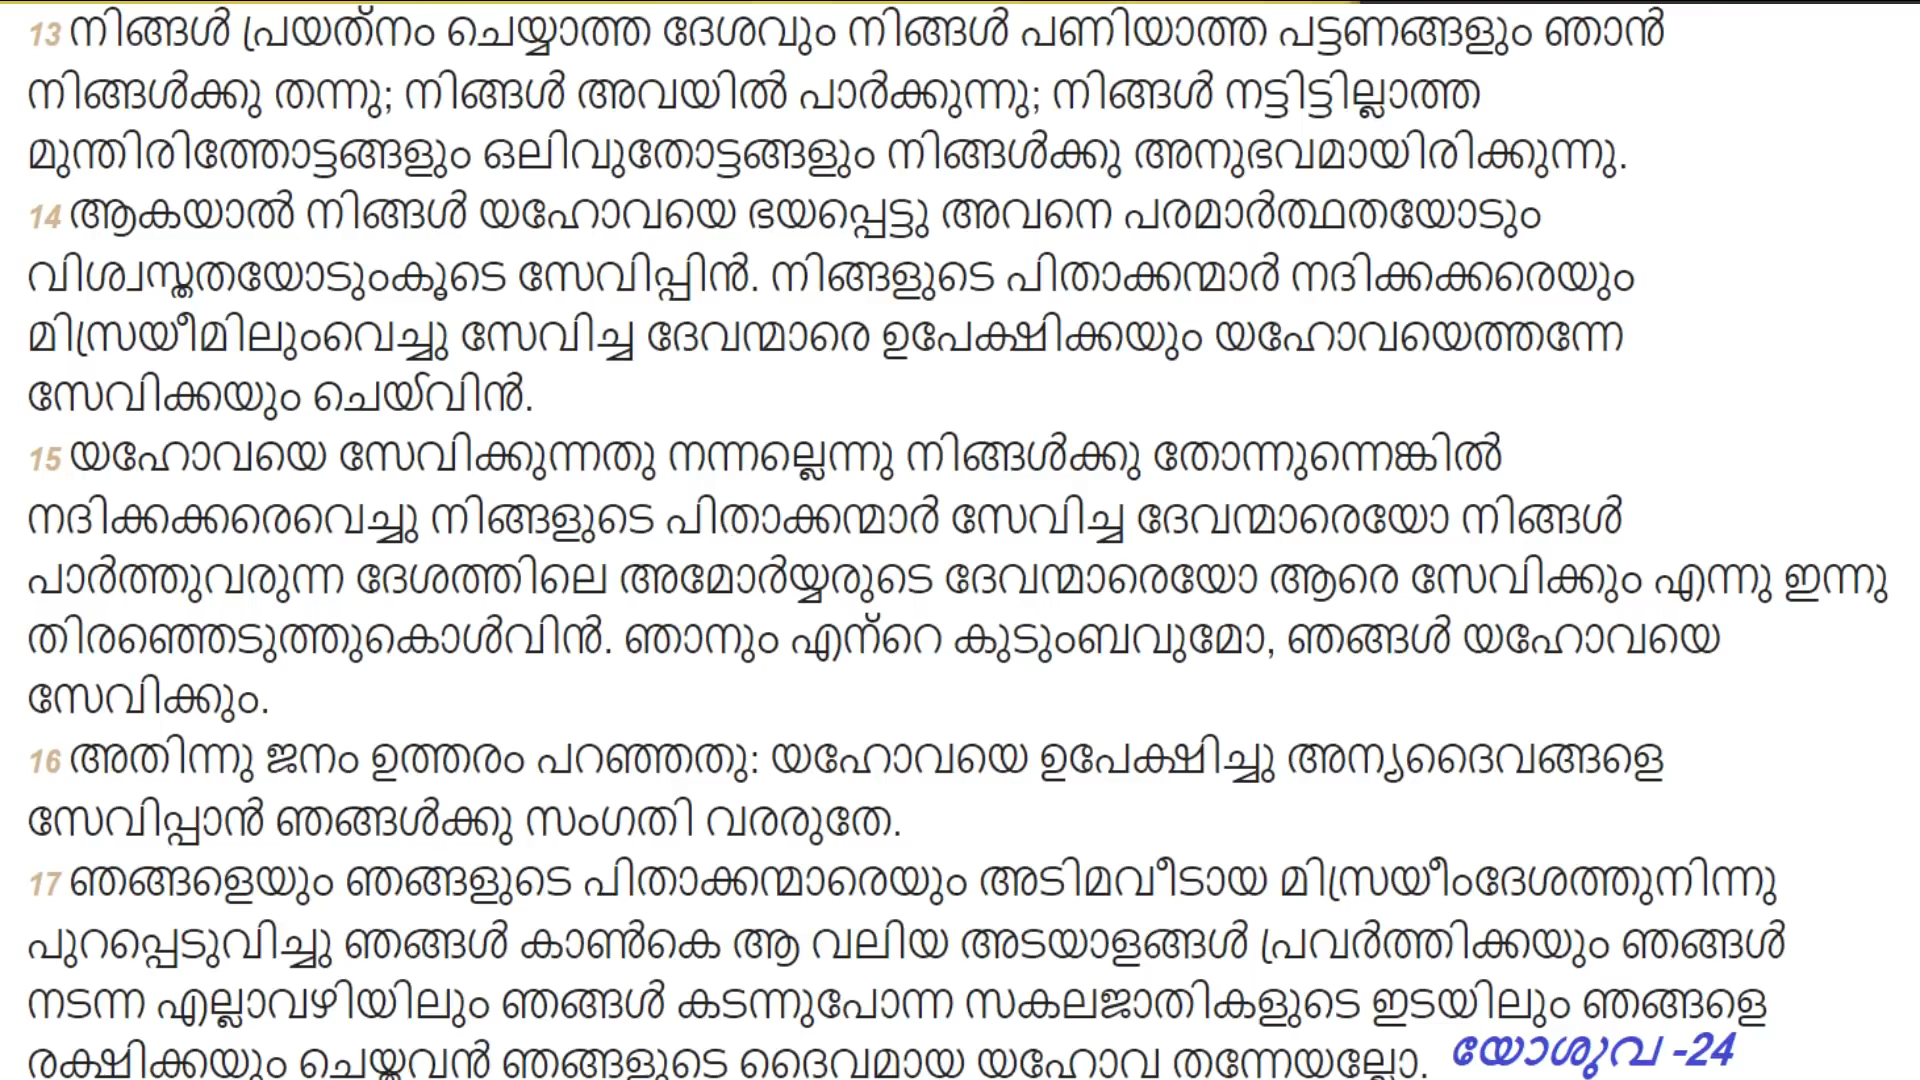 13 നിങ്ങൾ പ്രയത്നം ചെയ്യാത്ത ദേശവും നിങ്ങൾ പണിയാത്ത പട്ടണങ്ങളും ഞാൻ
നിങ്ങൾക്കു തന്നു; നിങ്ങൾ അവയിൽ പാർക്കുന്നു; നിങ്ങൾ നട്ടിട്ടില്ലാത്ത
മുന്തിരിത്തോട്ടങ്ങളും ഒലിവുതോട്ടങ്ങളും നിങ്ങൾക്കു അനുഭവമായിരിക്കുന്നു.
14 ആകയാൽ നിങ്ങൾ യഹോവയെ ഭയപ്പെട്ടു അവനെ പരമാർത്ഥതയോടും
വിശ്വസ്തതയോടുംകൂടെ സേവിപ്പിൻ. നിങ്ങളുടെ പിതാക്കന്മാർ നദിക്കക്കരെയും
മിസ്രയീമിലുംവെച്ചു സേവിച്ച ദേവന്മാരെ ഉപേക്ഷിക്കയും യഹോവയെത്തന്നേ
സേവിക്കയും ചെയ്‌വിൻ.
15 യഹോവയെ സേവിക്കുന്നതു നന്നല്ലെന്നു നിങ്ങൾക്കു തോന്നുന്നെങ്കിൽ
നദിക്കക്കരെവെച്ചു നിങ്ങളുടെ പിതാക്കന്മാർ സേവിച്ച ദേവന്മാരെയോ നിങ്ങൾ
പാർത്തുവരുന്ന ദേശത്തിലെ അമോർയ്യരുടെ ദേവന്മാരെയോ ആരെ സേവിക്കും എന്നു ഇന്നു
തിരഞ്ഞെടുത്തുകൊൾവിൻ. ഞാനും എന്റെ കുടുംബവുമോ, ഞങ്ങൾ യഹോവയെ
സേവിക്കും.
16 അതിന്നു ജനം ഉത്തരം പറഞ്ഞതു: യഹോവയെ ഉപേക്ഷിച്ചു അന്യദൈവങ്ങളെ
സേവിപ്പാൻ ഞങ്ങൾക്കു സംഗതി വരരുതേ.
17 ഞങ്ങളെയും ഞങ്ങളുടെ പിതാക്കന്മാരെയും അടിമവീടായ മിസ്രയീംദേശത്തുനിന്നു
പുറപ്പെടുവിച്ചു ഞങ്ങൾ കാൺകെ ആ വലിയ അടയാളങ്ങൾ പ്രവർത്തിക്കയും ഞങ്ങൾ
നടന്ന എല്ലാവഴിയിലും ഞങ്ങൾ കടന്നുപോന്ന സകലജാതികളുടെ ഇടയിലും ഞങ്ങളെ
രക്ഷിക്കയും ചെയ്തവൻ ഞങ്ങളുടെ ദൈവമായ യഹോവ തന്നേയല്ലോ. യോശുവ -24